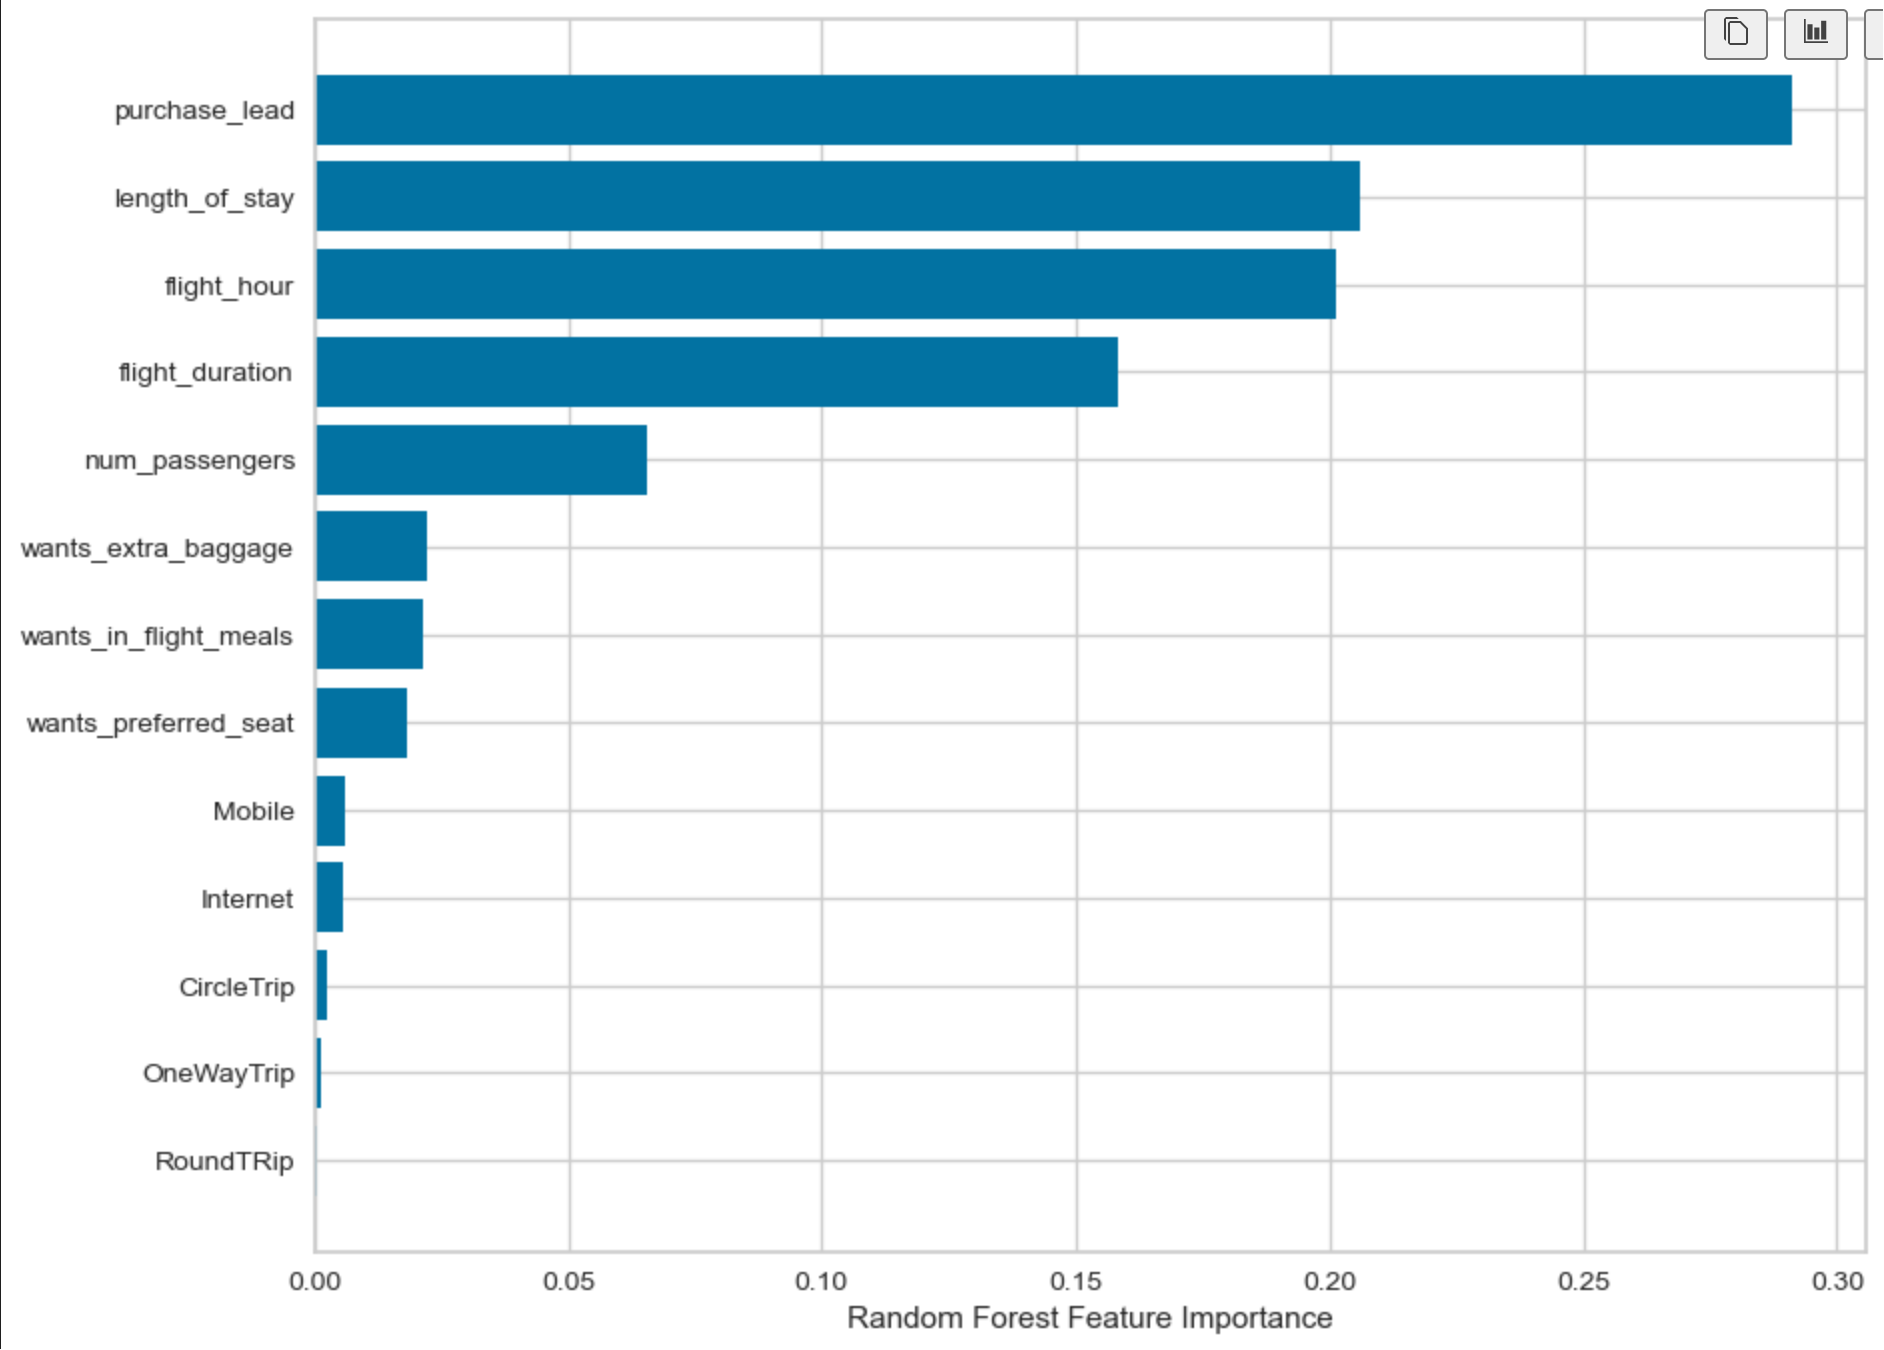 purchase_lead
length_of_stay
flight_hour
flight_duration
num_passengers
wants_extra_baggage
wants_in_flight_meals
wants_preferred_seat
Mobile
Internet
CircleTrip
OneWayTrip
RoundTRip
0.00 0.05 0.10 0.15 0.20 0.25 0.30
Random Forest Feature Importance